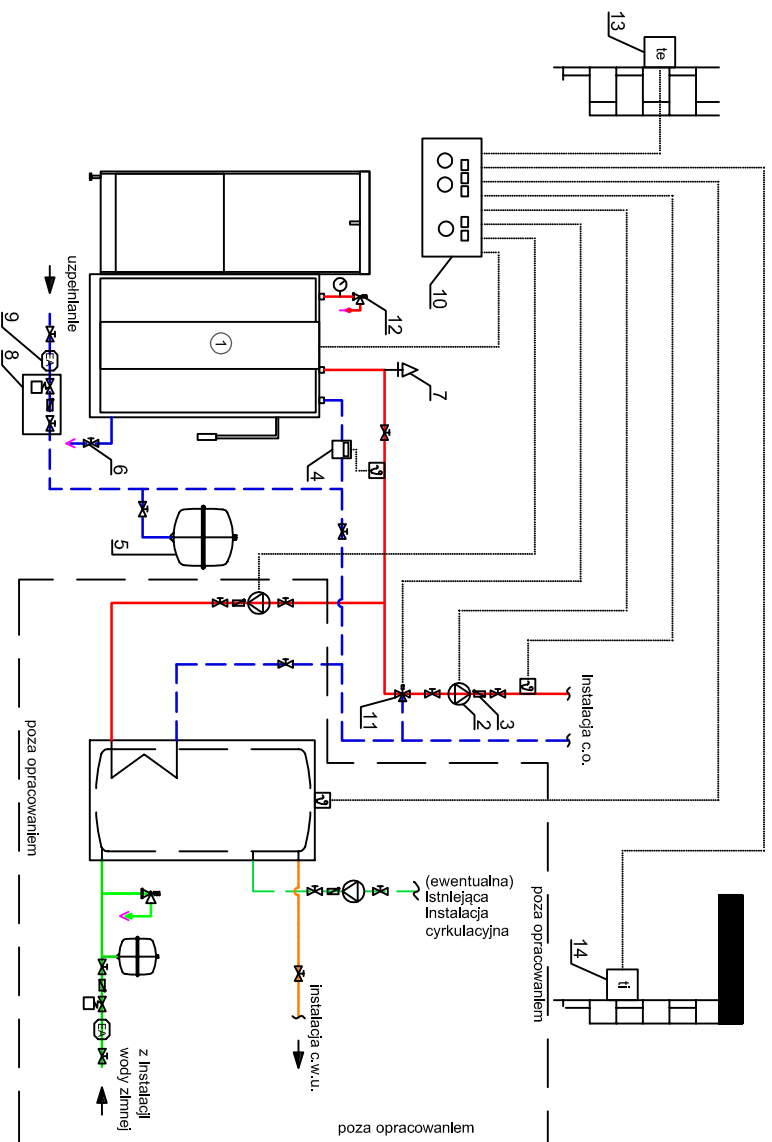 13
te
10
12
1
7
uzpełnianie
9
EA
8
6
4
5
Instalacja c.o.
3
2
11
14
ti
poza opracowaniem
(ewentualna)
Istniejąca
Instalacja
cyrkulacyjna
poza opracowaniem
instalacja c.w.u.
EA
z Instalacji
wody zimnej
poza opracowaniem